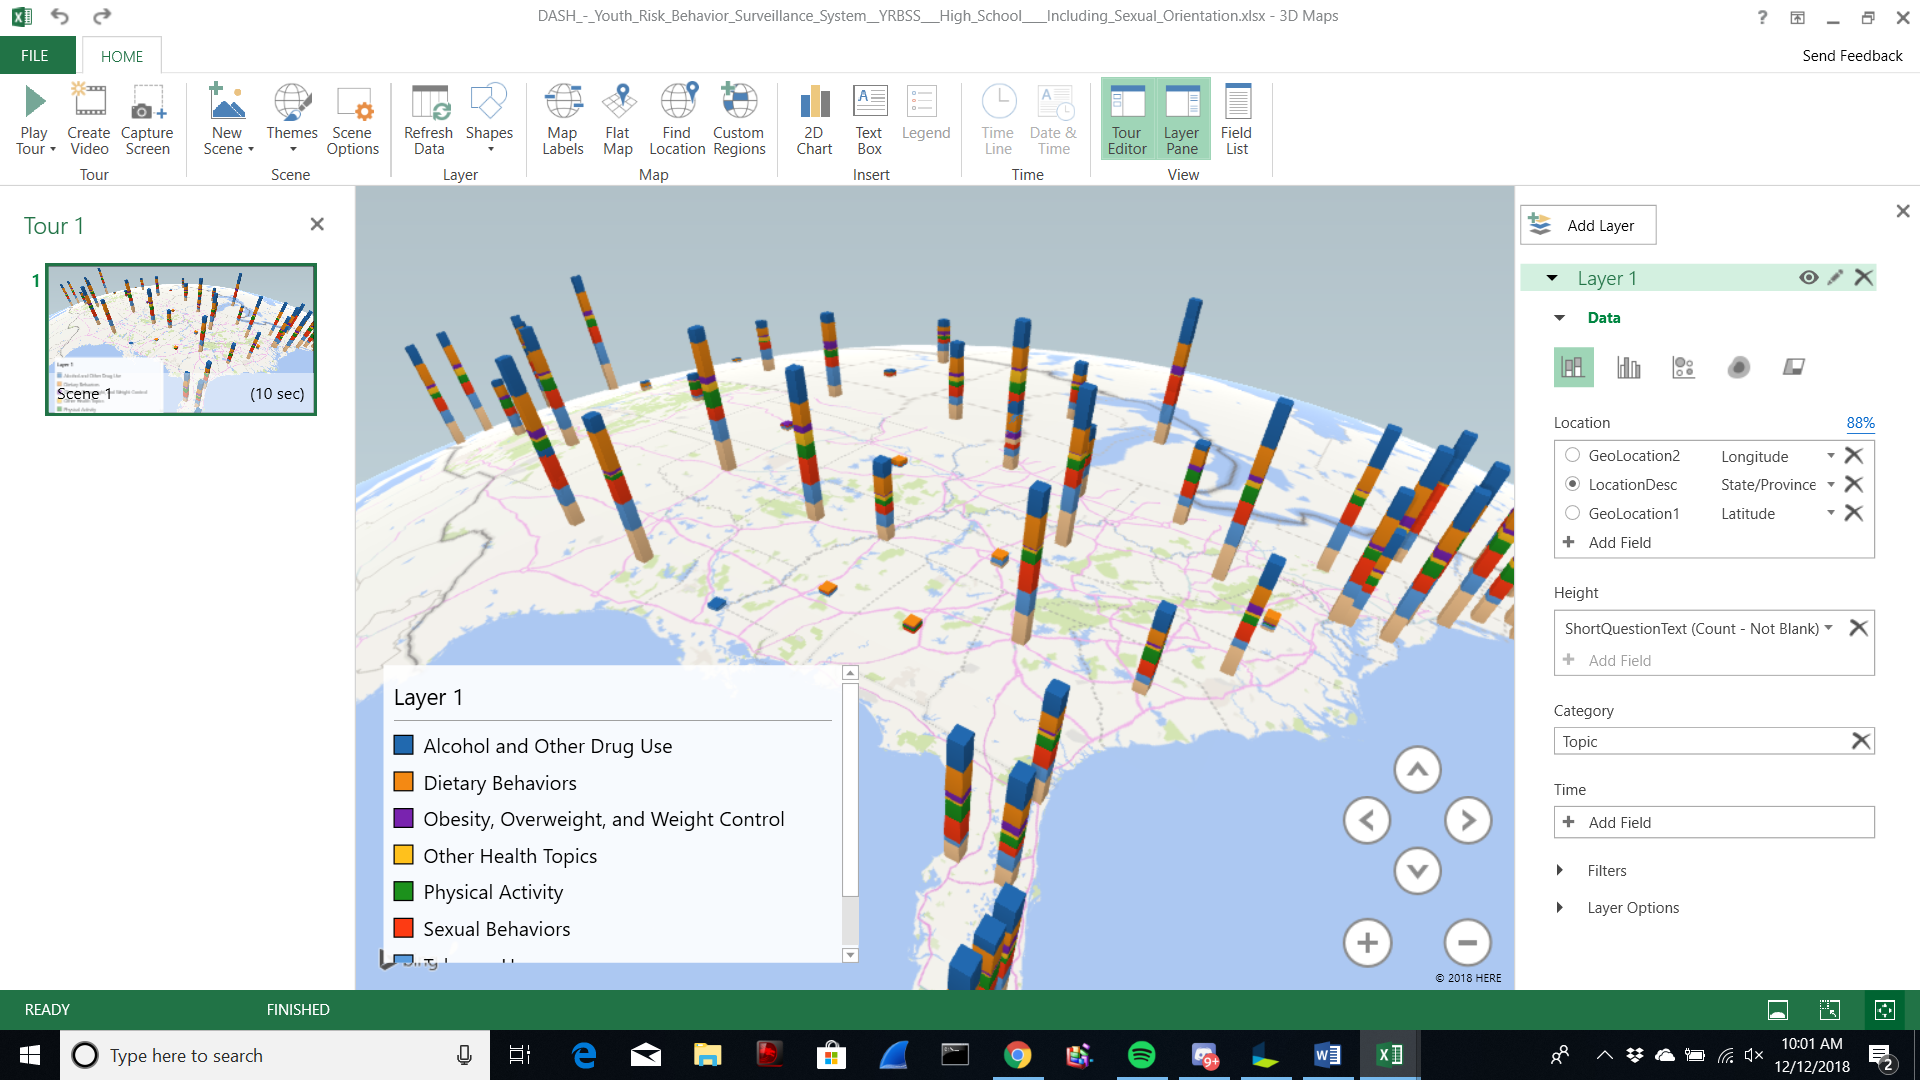 DASH_-_Youth_Risk_Behavior_Surveillance_System__YRBSS___High_School____Including_Sexual_Orientation.xlsx - 3D Maps
FILE
HOME
Send Feedback
Play Tour
Create Video
Capture Screen
New Scene
Themes
Scene Options
Refresh Data
Shapes
Map Labels
Flat Map
Find Location
Custom Regions
2D Chart
Text Box
Legend
Time Line
Date & Time
Tour Editor
Layer Pane
Field List
Tour
Scene
Layer
Map
Insert
Time
View
Tour 1
1
Scene 1
(10 sec)
Layer 1
Alcohol and Other Drug Use
Dietary Behaviors
Obesity, Overweight, and Weight Control
Other Health Topics
Physical Activity
Sexual Behaviors
© 2018 HERE
Add Layer
Layer 1
Data
Location
88%
GeoLocation2 Longitude
LocationDesc State/Province
GeoLocation1 Latitude
Add Field
Height
ShortQuestionText (Count - Not Blank)
Add Field
Category
Topic
Time
Add Field
Filters
Layer Options
READY
FINISHED
Type here to search
9+
10:01 AM
12/12/2018
2